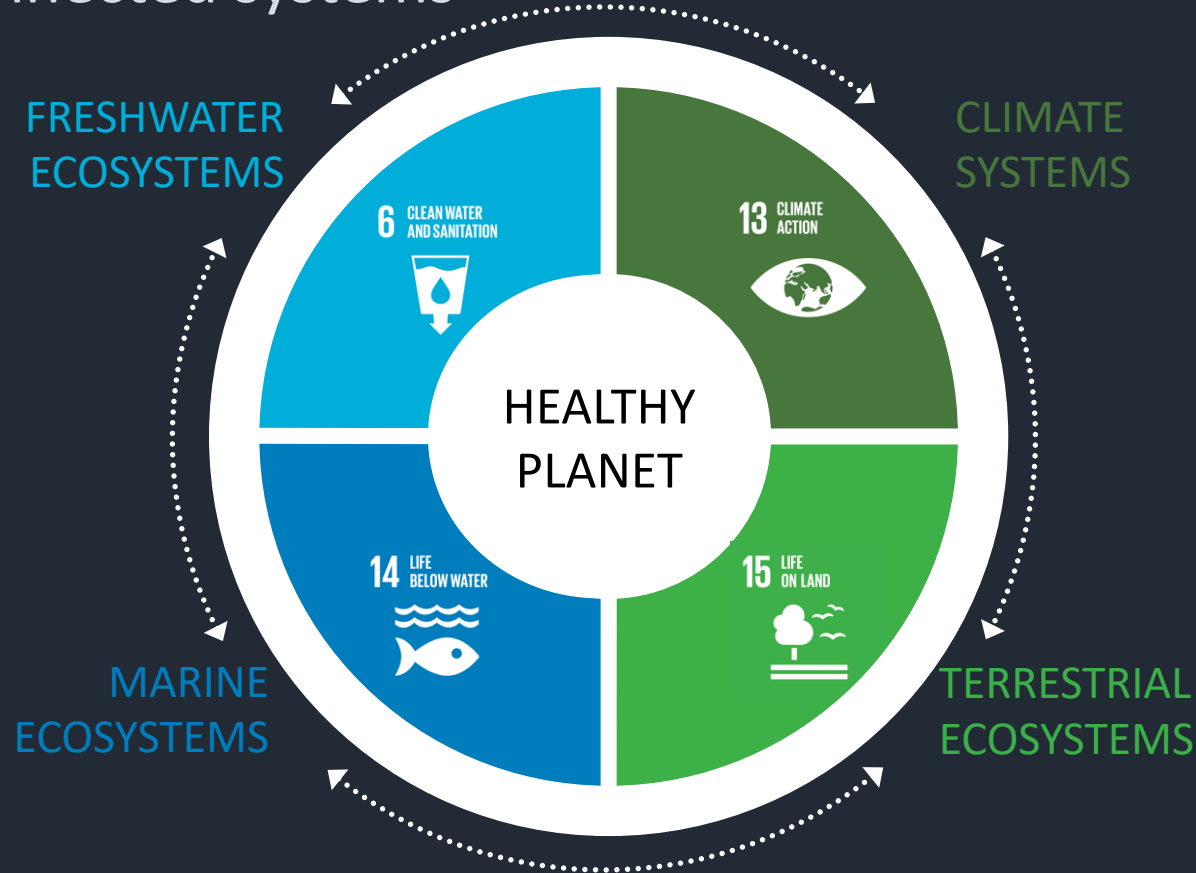 systems
FRESHWATER
ECOSYSTEMS
CLIMATE
SYSTEMS
6 CLEAN WATER
AND SANITATION
13 CLIMATE
ACTION
HEALTHY
PLANET
14 LIFE
BELOW WATER
15 LIFE
ON LAND
MARINE
ECOSYSTEMS
TERRESTRIAL
ECOSYSTEMS